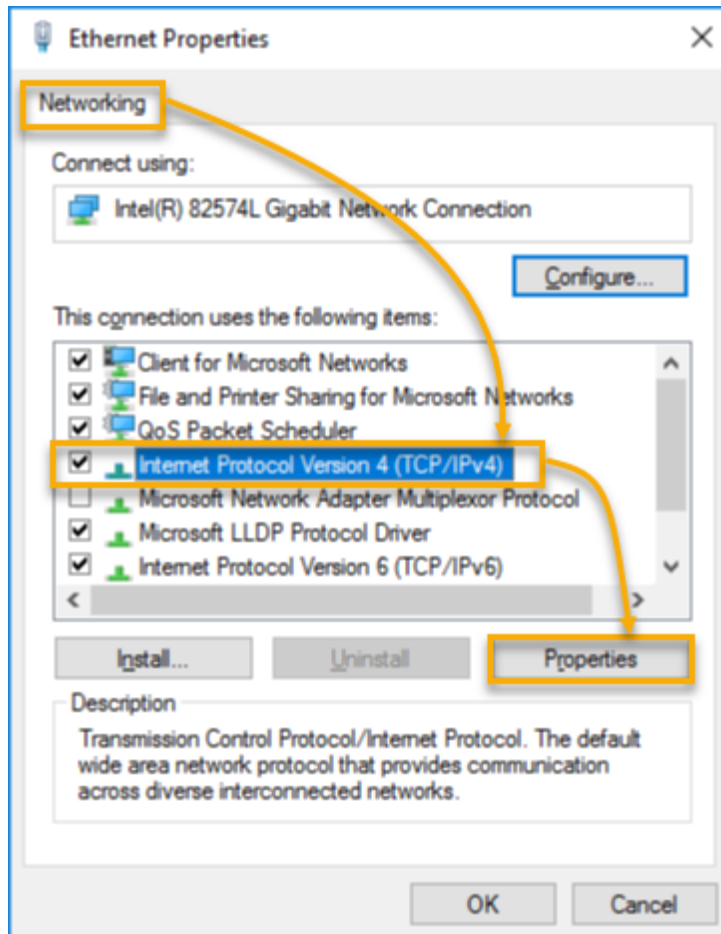 Ethernet Properties
Networking
Connect using:
Intel(R) 82574L Gigabit Network Connection
Configure...
This connection uses the following items:
Client for Microsoft Networks
File and Printer Sharing for Microsoft Networks
QoS Packet Scheduler
Internet Protocol Version 4 (TCP/IPv4)
Microsoft Network Adapter Multiplexor Protocol
Microsoft LLDP Protocol Driver
Internet Protocol Version 6 (TCP/IPv6)
Install... Uninstall Properties
Description
Transmission Control Protocol/Internet Protocol. The default
wide area network protocol that provides communication
across diverse interconnected networks.
OK Cancel